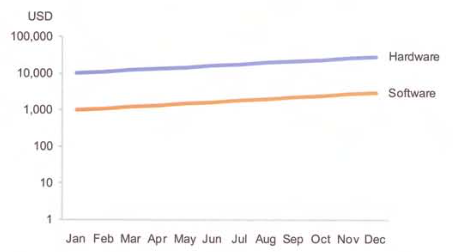 USD
100,000
10,000
1,000
100
10
1
Hardware
Software
Jan Feb Mar Apr May Jun Jul Aug Sep Oct Nov Dec